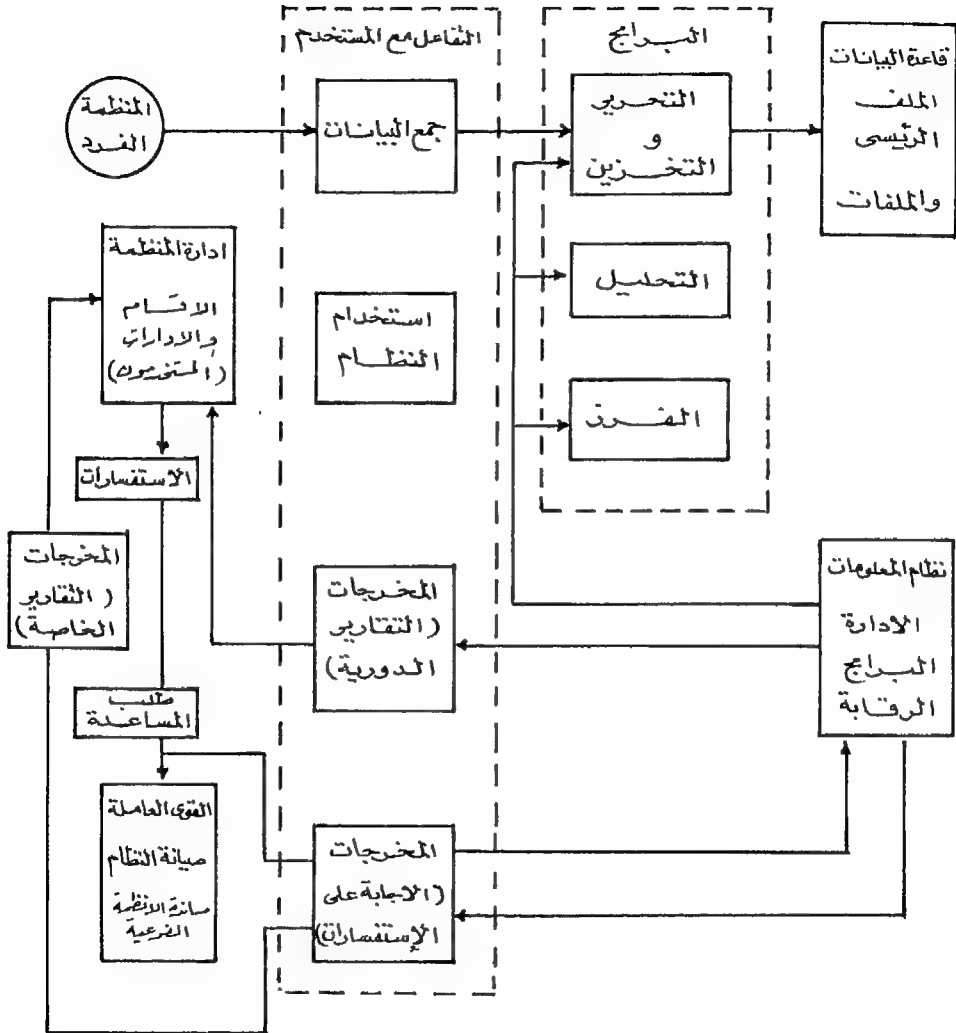 التفاعل مع المستخدم
البرامج
قاعدة البيانات
الملف
الرئيسى
والملفات
المنظمة
الفرد
جمع البيانات
التحرير
و
التخزين
ادارة المنظمة
الاقسام
والادارات
(المستخدمون)
استخدام
النظام
التحليل
الفرز
الاستفسارات
المخرجات
(التقارير
الخاصة)
المخرجات
(التقارير
الدورية)
نظام المعلومات
الادارة
البرامج
الرقابة
طلب
المساعدة
القوى العاملة
صيانة النظام
مساندة الانظمة
الفرعية
المخرجات
(الاجابة على
الإستفسارات)